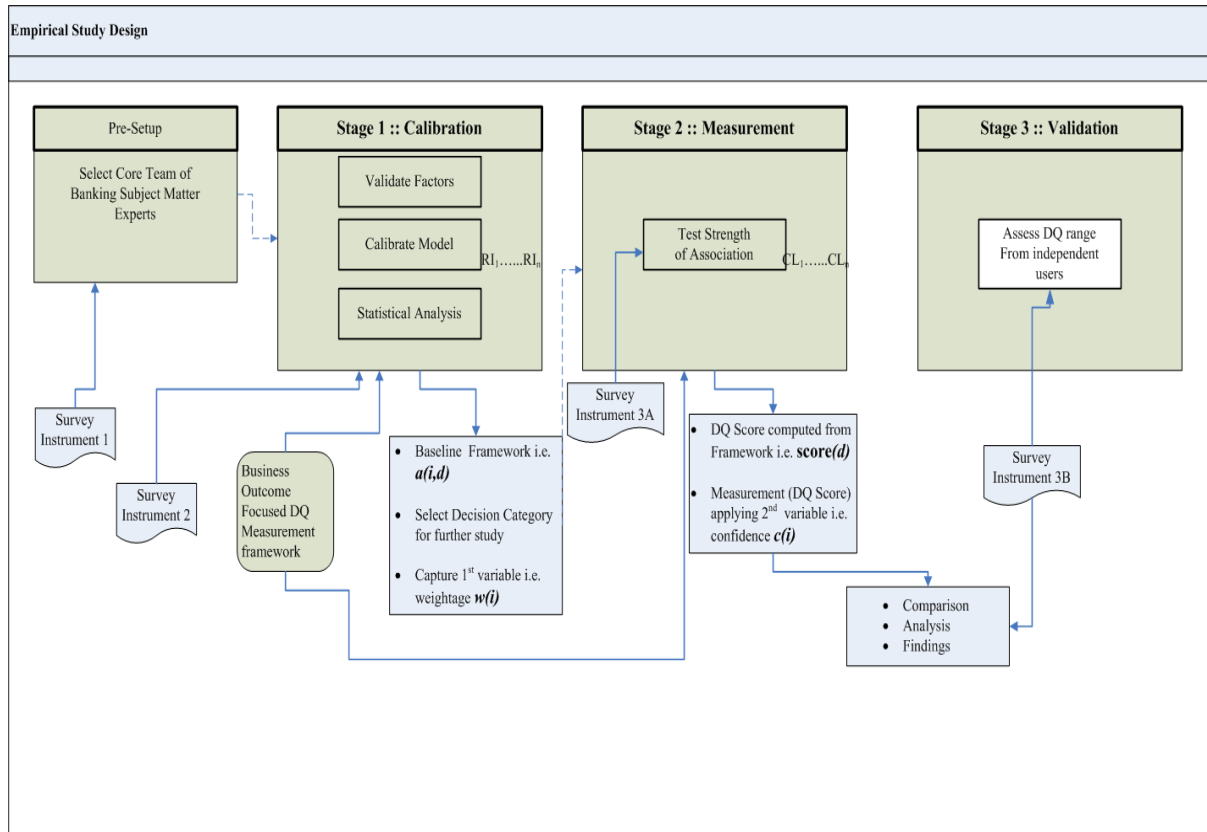 Empirical Study Design
Pre-Setup
Select Core Team of
Banking Subject Matter
Experts
Survey
Instrument 1
Stage 1 :: Calibration
Validate Factors
Calibrate Model
RI₁…...RIₙ
Statistical Analysis
Survey
Instrument 2
Business
Outcome
Focused DQ
Measurement
framework
• Baseline Framework i.e.
a(i,d)
• Select Decision Category
for further study
• Capture 1st variable i.e.
weightage w(i)
Stage 2 :: Measurement
Test Strength
of Association
CL₁…...CLₙ
Survey
Instrument 3A
• DQ Score computed from
Framework i.e. score(d)
• Measurement (DQ Score)
applying 2nd variable i.e.
confidence c(i)
Stage 3 :: Validation
Assess DQ range
From independent
users
Survey
Instrument 3B
• Comparison
• Analysis
• Findings